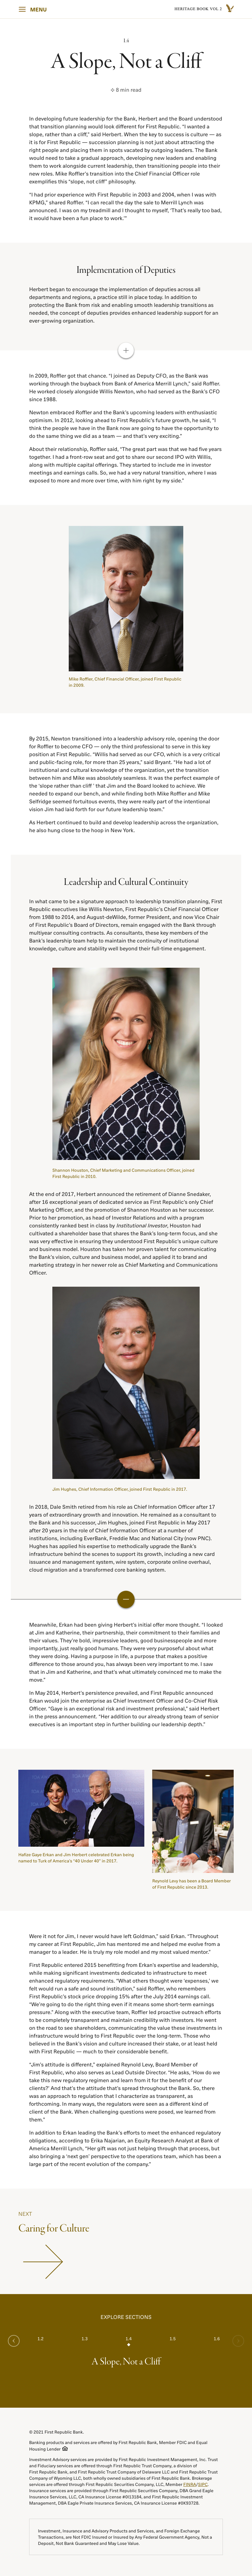 MENU
HERITAGE BOOK VOL 2
1.4
A Slope, Not a Cliff
8 min read
In developing future leadership for the Bank, Herbert and the Board understood
that transition planning would look different for First Republic. "I wanted a
slope, rather than a cliff," said Herbert. When the key to success is culture — as
it is for First Republic — succession planning is not just about attracting the
right people and placing them in spots vacated by outgoing leaders. The Bank
would need to take a gradual approach, developing new leaders and enabling
them to work alongside current leadership, then transitioning people into their
new roles. Mike Roffler's transition into the Chief Financial Officer role
exemplifies this "slope, not cliff" philosophy.
"I had prior experience with First Republic in 2003 and 2004, when I was with
KPMG," shared Roffler. "I can recall the day the sale to Merrill Lynch was
announced. I was on my treadmill and I thought to myself, 'That's really too bad,
it would have been a fun place to work.'"
Implementation of Deputies
Herbert began to encourage the implementation of deputies across all
departments and regions, a practice still in place today. In addition to
protecting the Bank from risk and enabling smooth leadership transitions as
needed, the concept of deputies provides enhanced leadership support for an
ever-growing organization.
In 2009, Roffler got that chance. "I joined as Deputy CFO, as the Bank was
working through the buyback from Bank of America Merrill Lynch," said Roffler.
He worked closely alongside Willis Newton, who had served as the Bank's CFO
since 1988.
Newton embraced Roffler and the Bank's upcoming leaders with enthusiastic
optimism. In 2012, looking ahead to First Republic's future growth, he said, "I
think the people we have in the Bank now are going to have the opportunity to
do the same thing we did as a team — and that's very exciting."
About their relationship, Roffler said, "The great part was that we had five years
together. I had a front-row seat and got to share our second IPO with Willis,
along with multiple capital offerings. They started to include me in investor
meetings and earnings calls. So, we had a very natural transition, where I was
exposed to more and more over time, with him right by my side."
Mike Roffler, Chief Financial Officer, joined First Republic
in 2009.
By 2015, Newton transitioned into a leadership advisory role, opening the door
for Roffler to become CFO — only the third professional to serve in this key
position at First Republic. "Willis had served as our CFO, which is a very critical
and public-facing role, for more than 25 years," said Bryant. "He had a lot of
institutional and cultural knowledge of the organization, yet the transition
between him and Mike was absolutely seamless. It was the perfect example of
the 'slope rather than cliff' that Jim and the Board looked to achieve. We
needed to expand our bench, and while finding both Mike Roffler and Mike
Selfridge seemed fortuitous events, they were really part of the intentional
vision Jim had laid forth for our future leadership team."
As Herbert continued to build and develop leadership across the organization,
he also hung close to the hoop in New York.
Leadership and Cultural Continuity
In what came to be a signature approach to leadership transition planning, First
Republic executives like Willis Newton, First Republic's Chief Financial Officer
from 1988 to 2014, and August-deWilde, former President, and now Vice Chair
of First Republic's Board of Directors, remain engaged with the Bank through
multiyear consulting contracts. As consultants, these key members of the
Bank's leadership team help to maintain the continuity of institutional
knowledge, culture and stability well beyond their full-time engagement.
Shannon Houston, Chief Marketing and Communications Officer, joined
First Republic in 2010.
At the end of 2017, Herbert announced the retirement of Dianne Snedaker,
after 16 exceptional years of dedicated service as First Republic's only Chief
Marketing Officer, and the promotion of Shannon Houston as her successor.
Prior to her promotion, as head of Investor Relations and with a program
consistently ranked best in class by Institutional Investor, Houston had
cultivated a shareholder base that shares the Bank's long-term focus, and she
was very effective in ensuring they understood First Republic's unique culture
and business model. Houston has taken her proven talent for communicating
the Bank's vision, culture and business model, and applied it to brand and
marketing strategy in her newer role as Chief Marketing and Communications
Officer.
Jim Hughes, Chief Information Officer, joined First Republic in 2017.
In 2018, Dale Smith retired from his role as Chief Information Officer after 17
years of extraordinary growth and innovation. He remained as a consultant to
the Bank and his successor, Jim Hughes, joined First Republic in May 2017
after 20 years in the role of Chief Information Officer at a number of
institutions, including EverBank, Freddie Mac and National City (now PNC).
Hughes has applied his expertise to methodically upgrade the Bank's
infrastructure behind the scenes to support its growth, including a new card
issuance and management system, wire system, corporate online overhaul,
cloud migration and a transformed core banking system.
Meanwhile, Erkan had been giving Herbert's initial offer more thought. "I looked
at Jim and Katherine, their partnership, their commitment to their families and
their values. They're bold, impressive leaders, good businesspeople and more
importantly, just really good humans. They were powerful any adversity and
they were doing. Having a purpose in life, a purpose that makes a positive
difference to those around you, has always been very important to me. I saw
that in Jim and Katherine, and that's what ultimately convinced me to make the
move."
In May 2014, Herbert's persistence prevailed, and First Republic announced
Erkan would join the enterprise as Chief Investment Officer and Co-Chief Risk
Officer. "Gaye is an exceptional risk and investment professional," said Herbert
in the press announcement. "Her addition to our already strong team of senior
executives is an important step in further building our leadership depth."
Hafize Gaye Erkan and Jim Herbert celebrated Erkan being
named to Turk of America's "40 Under 40" in 2017.
Reynold Levy has been a Board Member
of First Republic since 2013.
Were it not for Jim, I never would have left Goldman," said Erkan. "Throughout
my career at First Republic, Jim has mentored me and helped me evolve from a
manager to a leader. He is truly my role model and my most valued mentor."
First Republic entered 2015 benefitting from Erkan's expertise and leadership,
while making significant investments dedicated to infrastructure to meet
enhanced regulatory requirements. "What others thought were 'expenses,' we
felt would run a safe and sound institution," said Roffler, who remembers
First Republic's stock price dropping 15% after the July 2014 earnings call.
"We're going to do the right thing even if it means some short-term earnings
pressure." Along with the executive team, Roffler led proactive outreach efforts
to be completely transparent and maintain credibility with investors. He went
on the road to see shareholders, communicating the value these investments in
infrastructure would bring to First Republic over the long-term. Those who
believed in the Bank's vision and culture increased their stake, or at least held
with First Republic — much to their considerable benefit.
"Jim's attitude is different," explained Reynold Levy, Board Member of
First Republic, who also serves as Lead Outside Director. "He asks, 'How do we
take this new regulatory regimen and learn from it for the benefit of our
clients?' And that's the attitude that's spread throughout the Bank. So, there
was an approach to regulators that I characterize as transparent, as
forthcoming. In many ways, the regulators were seen as a different kind of
client of the Bank. When challenging questions were posed, we learned from
them."
In addition to Erkan leading the Bank's efforts to meet the enhanced regulatory
obligations, according to Erika Najarian, an Equity Research Analyst at Bank of
America Merrill Lynch, "Her gift was not just helping through that process, but
also bringing a 'next gen' perspective to the operations team, which has been a
large part of the recent evolution of the company."
NEXT
Caring for Culture
EXPLORE SECTIONS
1.2
1.3
1.4
1.5
1.6
A Slope, Not a Cliff
© 2021 First Republic Bank.
Banking products and services are offered by First Republic Bank, Member FDIC and Equal
Housing Lender
Investment Advisory services are provided by First Republic Investment Management, Inc. Trust
and Fiduciary services are offered through First Republic Trust Company, a division of
First Republic Bank, and First Republic Trust Company of Delaware LLC and First Republic Trust
Company of Wyoming LLC, both wholly owned subsidiaries of First Republic Bank. Brokerage
services are offered through First Republic Securities Company, LLC, Member FINRA/SIPC.
Insurance services are provided through First Republic Securities Company, DBA Grand Eagle
Insurance Services, LLC, CA Insurance License #0I13184, and First Republic Investment
Management, DBA Eagle Private Insurance Services, CA Insurance License #0K93728.
Investment, Insurance and Advisory Products and Services, and Foreign Exchange
Transactions, are Not FDIC Insured or Insured by Any Federal Government Agency, Not a
Deposit, Not Bank Guaranteed and May Lose Value.